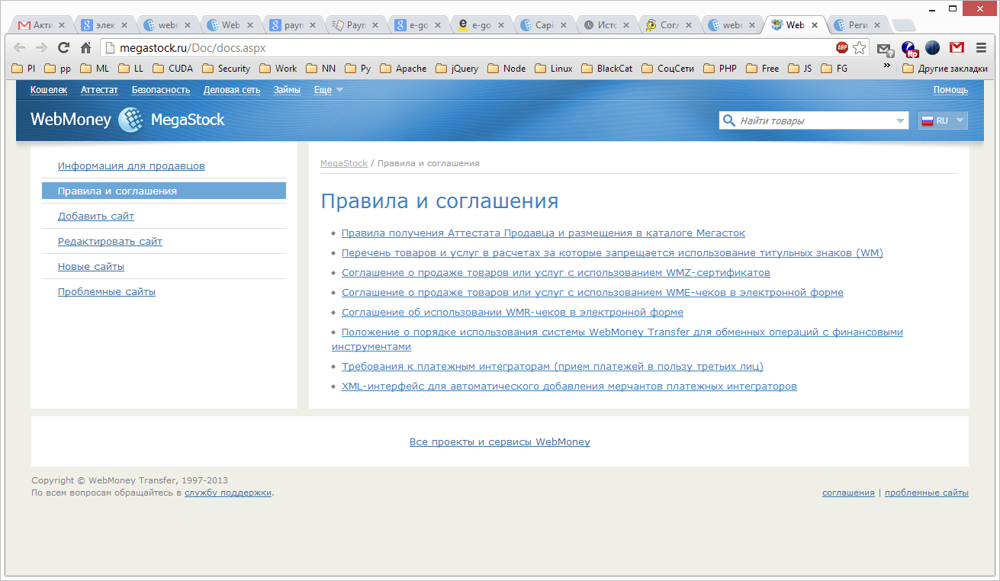 Акти
элек
webr
Web
payn
Payn
e-go
e-go
Capi
Истс
Согл
webr
Web
Реги
megastock.ru/Doc/docs.aspx
ABP
ftp
PI pp ML LL CUDA Security Work NN Py Apache jQuery Node Linux BlackCat СоцСети PHP Free JS FG » Другие закладки
Кошелек Аттестат Безопасность Деловая сеть Займы Еще Помощь
WebMoney MegaStock
Найти товары
RU
Информация для продавцов
Правила и соглашения
Добавить сайт
Редактировать сайт
Новые сайты
Проблемные сайты
MegaStock / Правила и соглашения
Правила и соглашения
Правила получения Аттестата Продавца и размещения в каталоге Мегасток
Перечень товаров и услуг в расчетах за которые запрещается использование титульных знаков (WM)
Соглашение о продаже товаров или услуг с использованием WMZ-сертификатов
Соглашение о продаже товаров или услуг с использованием WME-чеков в электронной форме
Соглашение об использовании WMR-чеков в электронной форме
Положение о порядке использования системы WebMoney Transfer для обменных операций с финансовыми
инструментами
Требования к платежным интеграторам (прием платежей в пользу третьих лиц)
XML-интерфейс для автоматического добавления мерчантов платежных интеграторов
Все проекты и сервисы WebMoney
Copyright © WebMoney Transfer, 1997-2013
По всем вопросам обращайтесь в службу поддержки.
соглашения | проблемные сайты